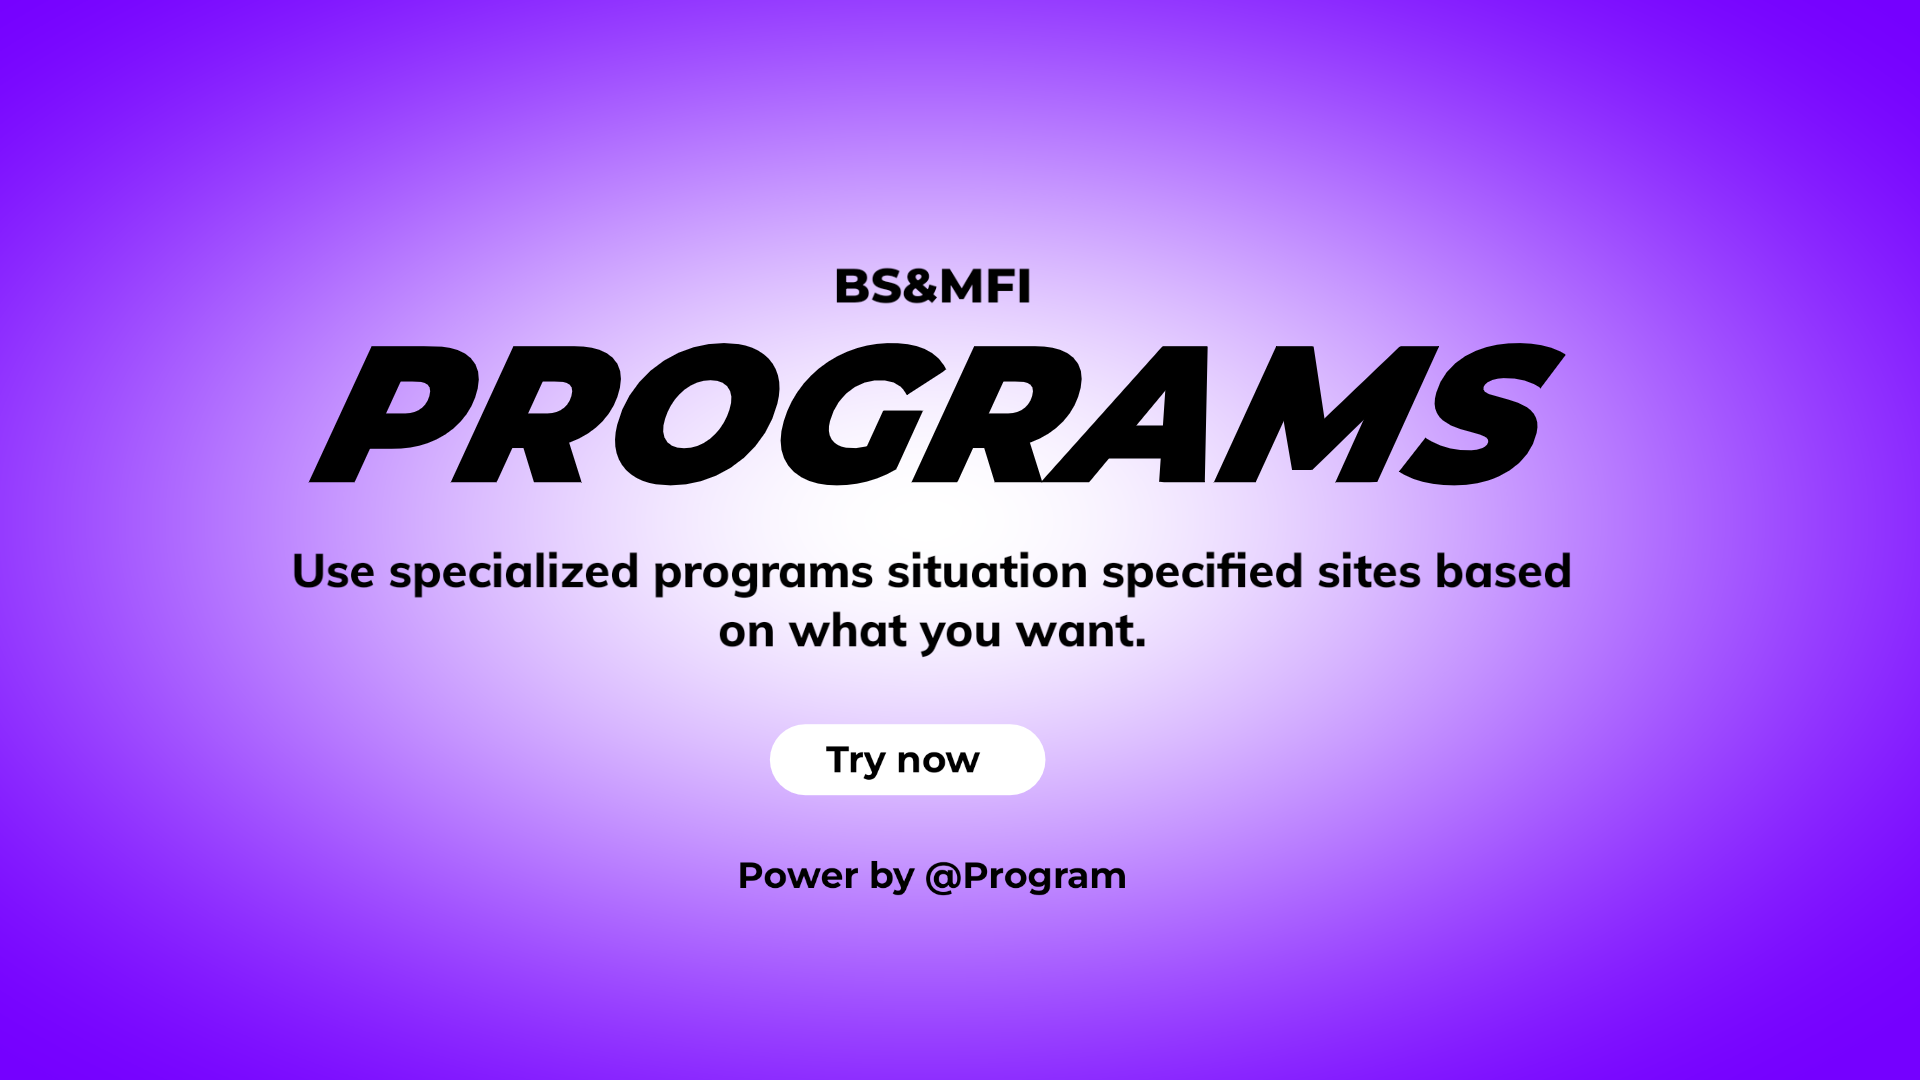 BS&MFI
PROGRAMS
Use specialized programs situation specified sites based
on what you want.
Try now
Power by @Program